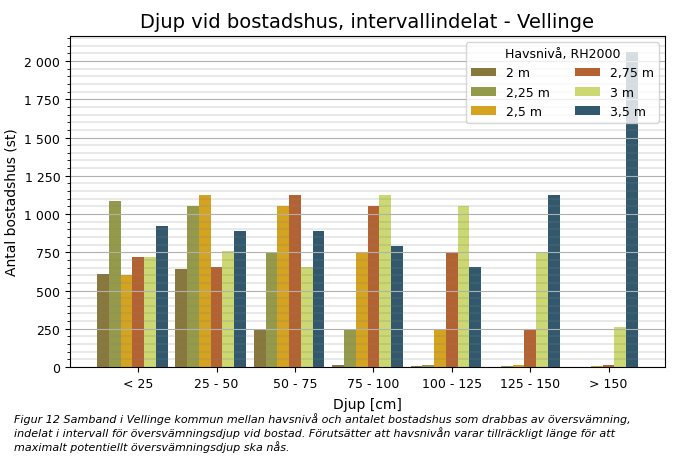 Djup vid bostadshus, intervallindelat - Vellinge
Havsnivå, RH2000
2 m
2,25 m
2,5 m
2,75 m
3 m
3,5 m
Antal bostadshus (st)
2 000
1 750
1 500
1 250
1 000
750
500
250
0
< 25
25 - 50
50 - 75
75 - 100
100 - 125
125 - 150
> 150
Djup [cm]
Figur 12 Samband i Vellinge kommun mellan havsnivå och antalet bostadshus som drabbas av översvämning,
indelat i intervall för översvämningsdjup vid bostad. Förutsätter att havsnivån varar tillräckligt länge för att
maximalt potentiellt översvämningsdjup ska nås.